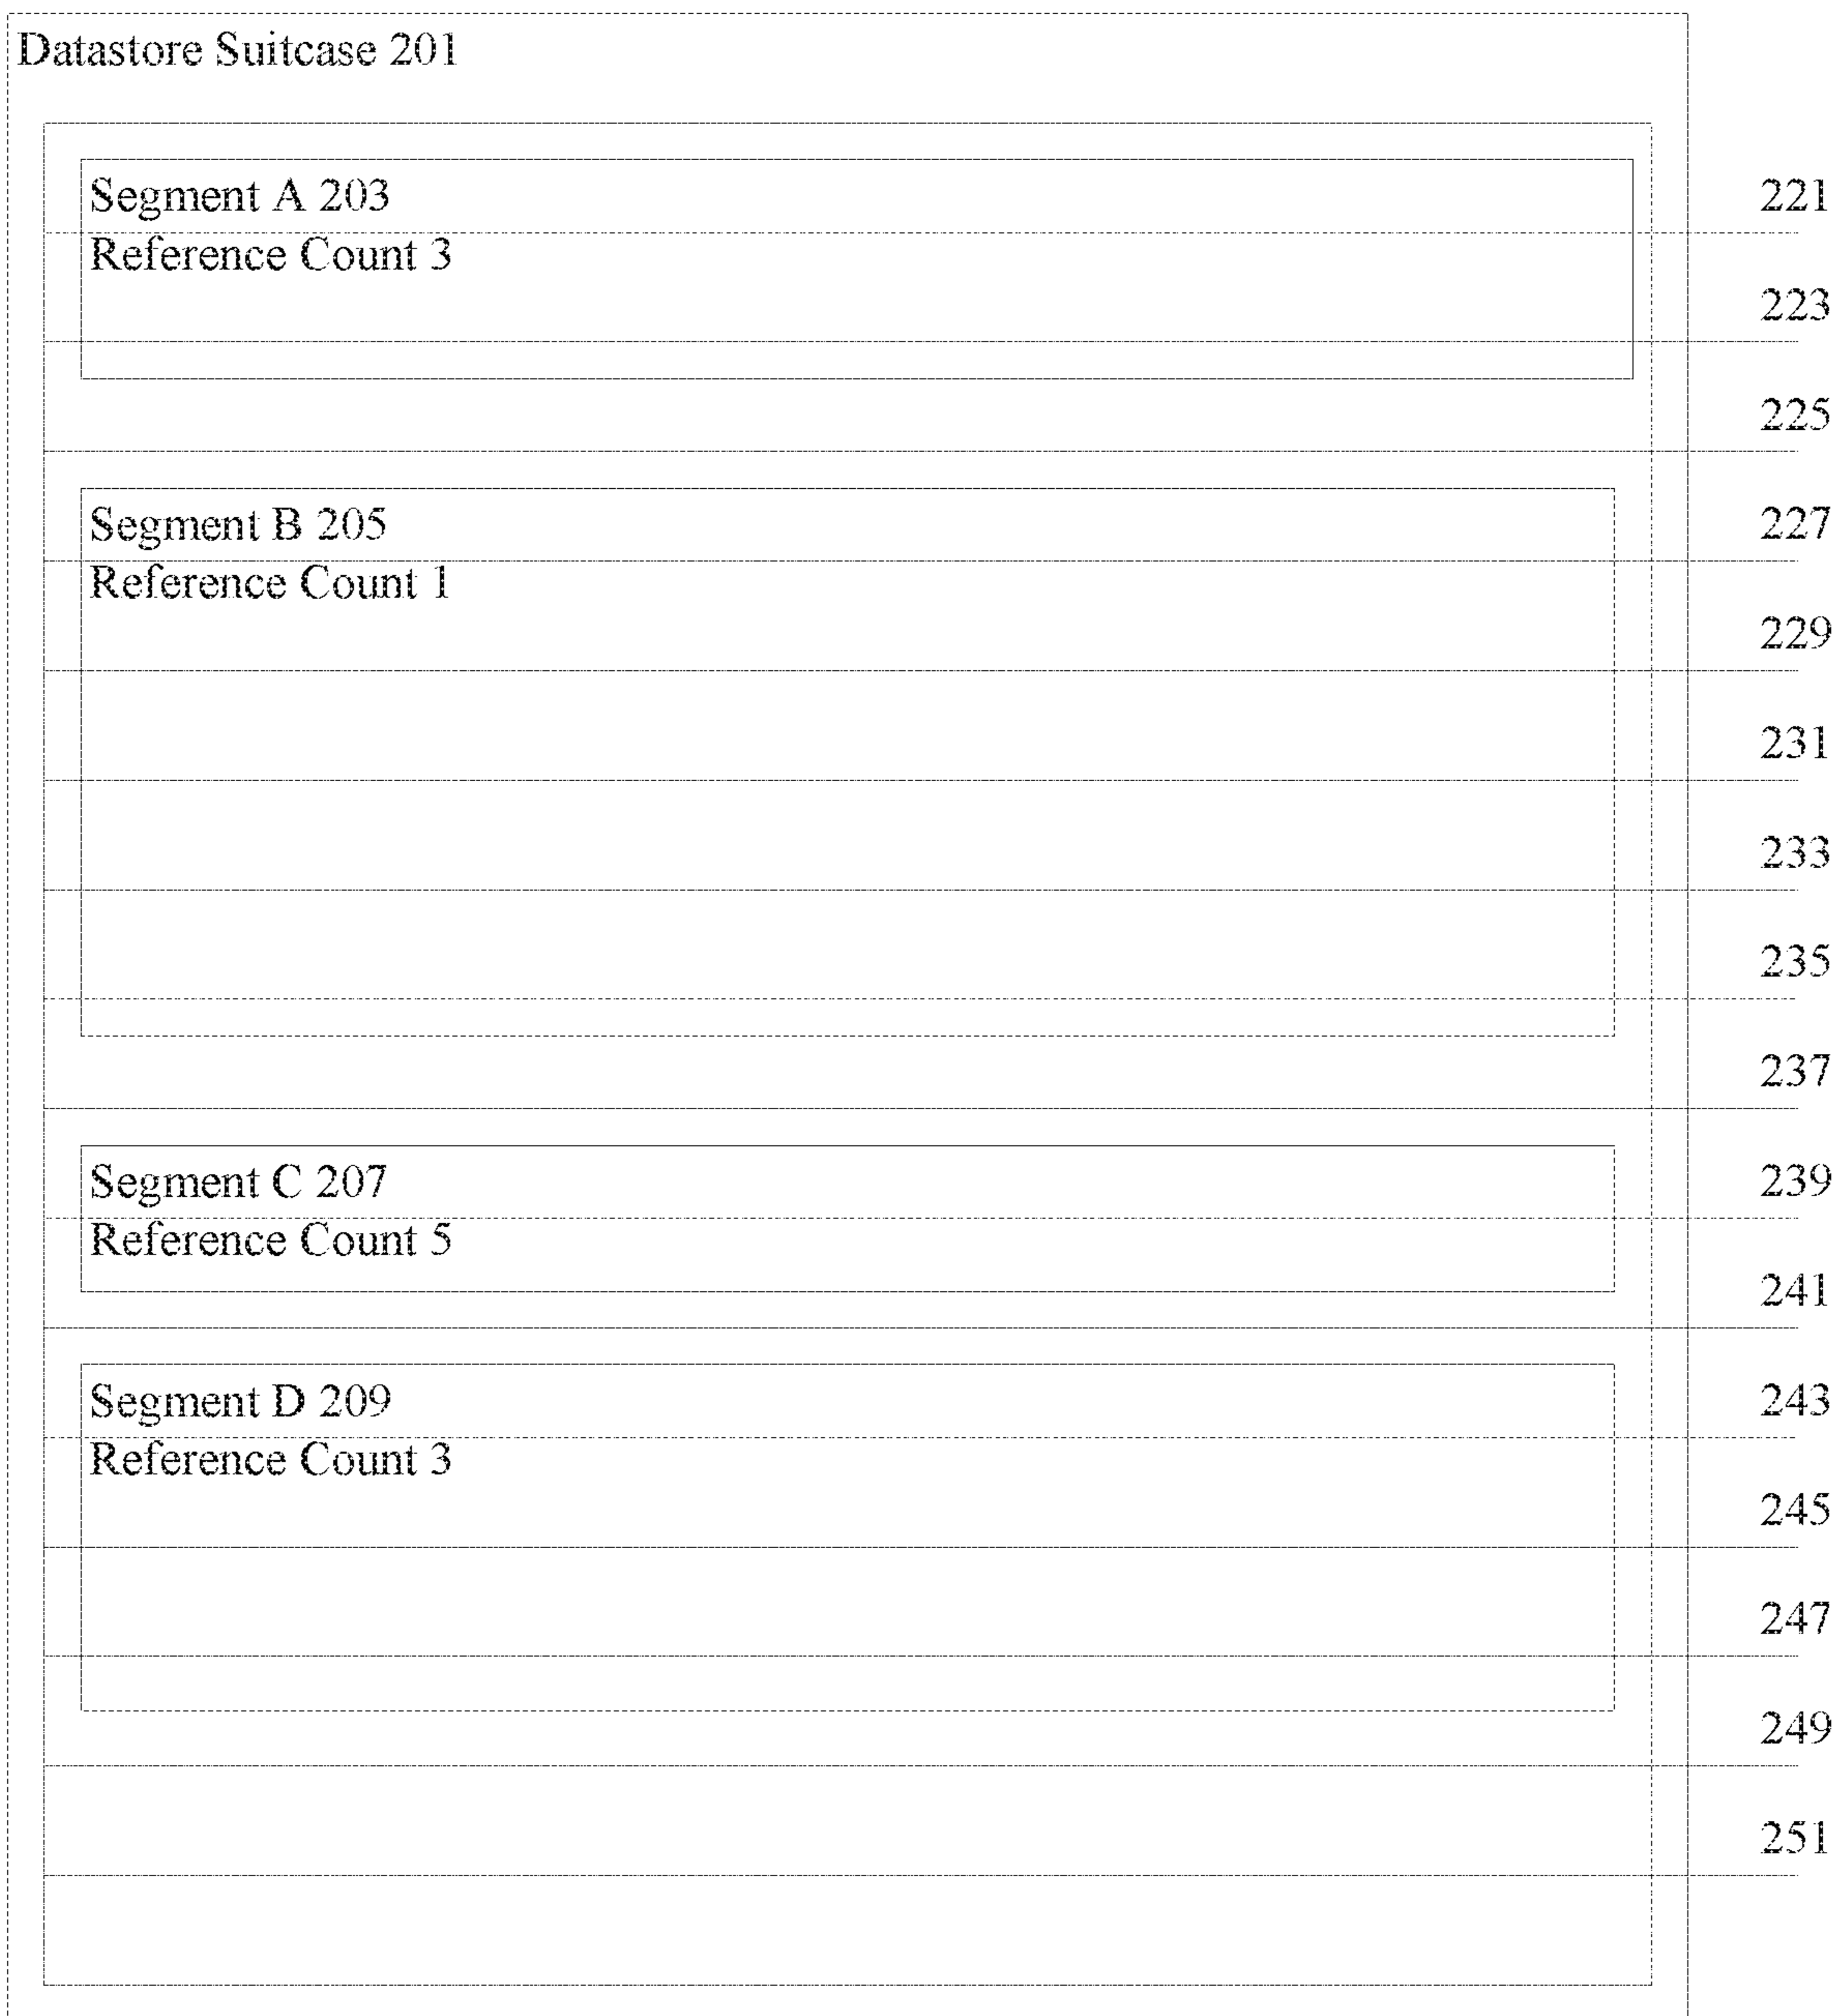 Datastore Suitcase 201
Segment A 203
221
Reference Count 3
223
225
Segment B 205
227
Reference Count 1
229
231
233
235
237
Segment C 207
239
Reference Count 5
241
Segment D 209
243
Reference Count 3
245
247
249
251